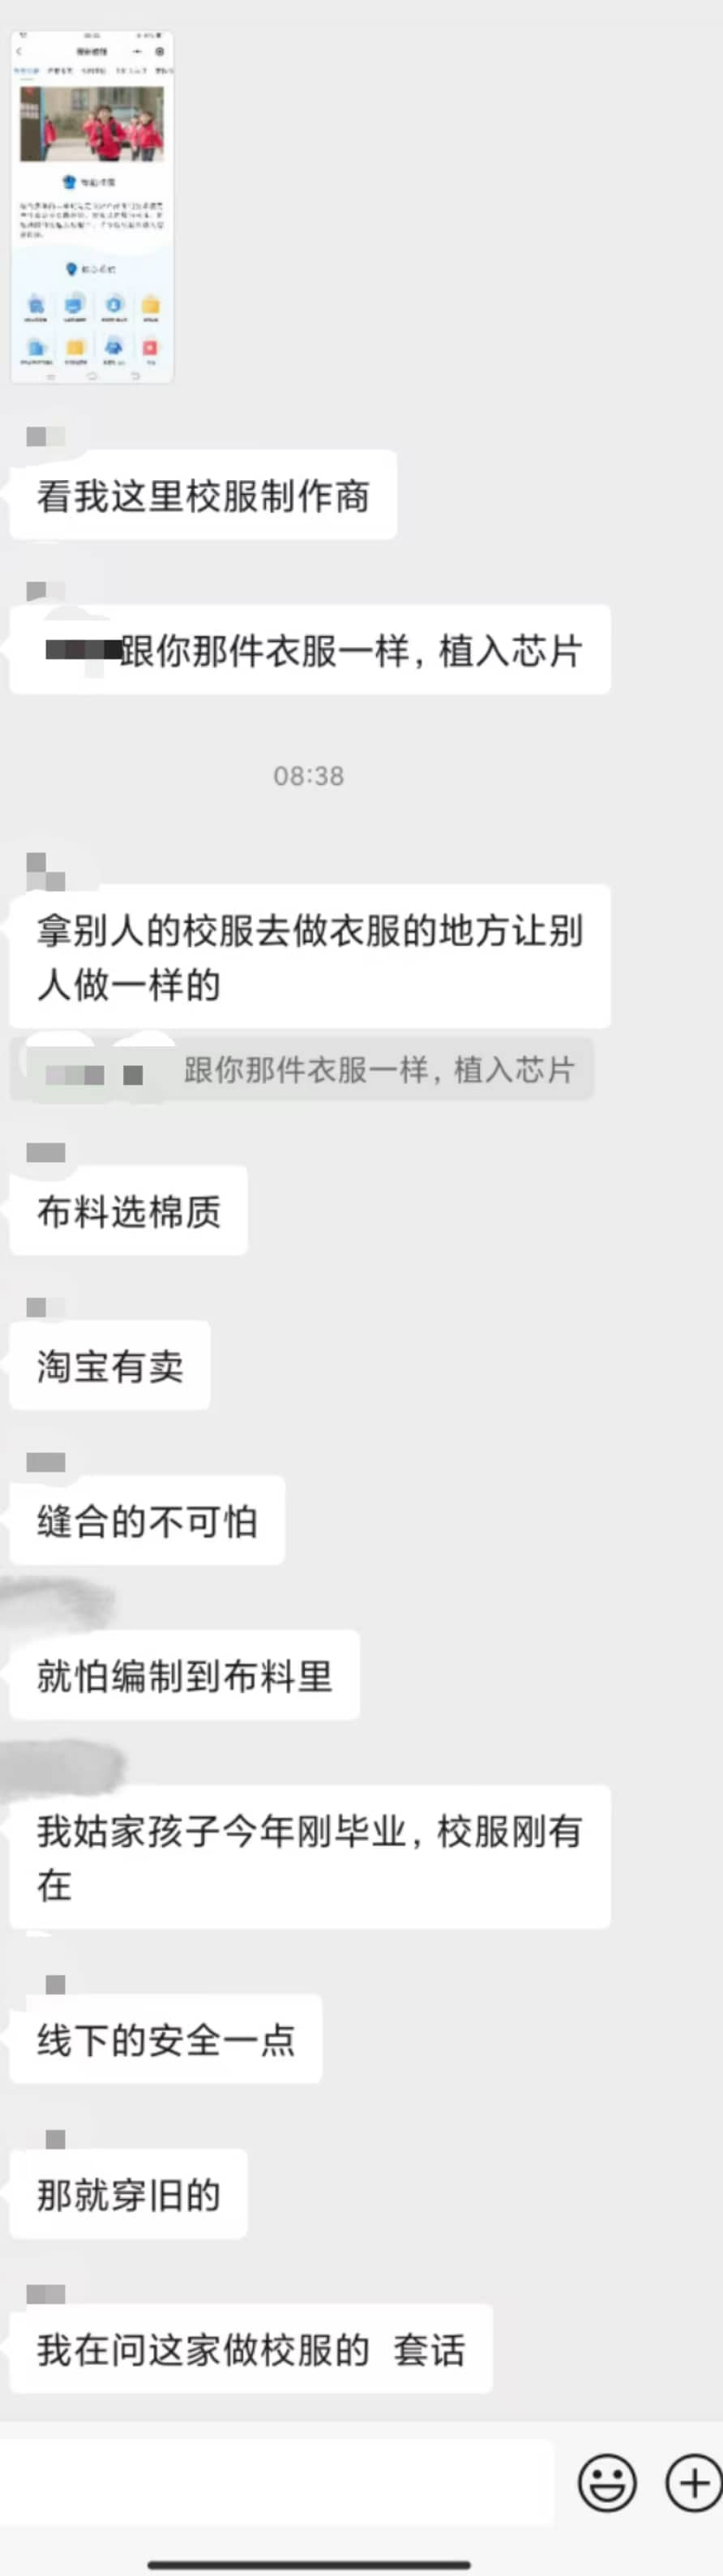 看我这里校服制作商
跟你那件衣服一样，植入芯片
08:38
拿别人的校服去做衣服的地方让别
人做一样的
跟你那件衣服一样，植入芯片
布料选棉质
淘宝有卖
缝合的不可怕
就怕编制到布料里
我姑家孩子今年刚毕业，校服刚有
在
线下的安全一点
那就穿旧的
我在问这家做校服的 套话